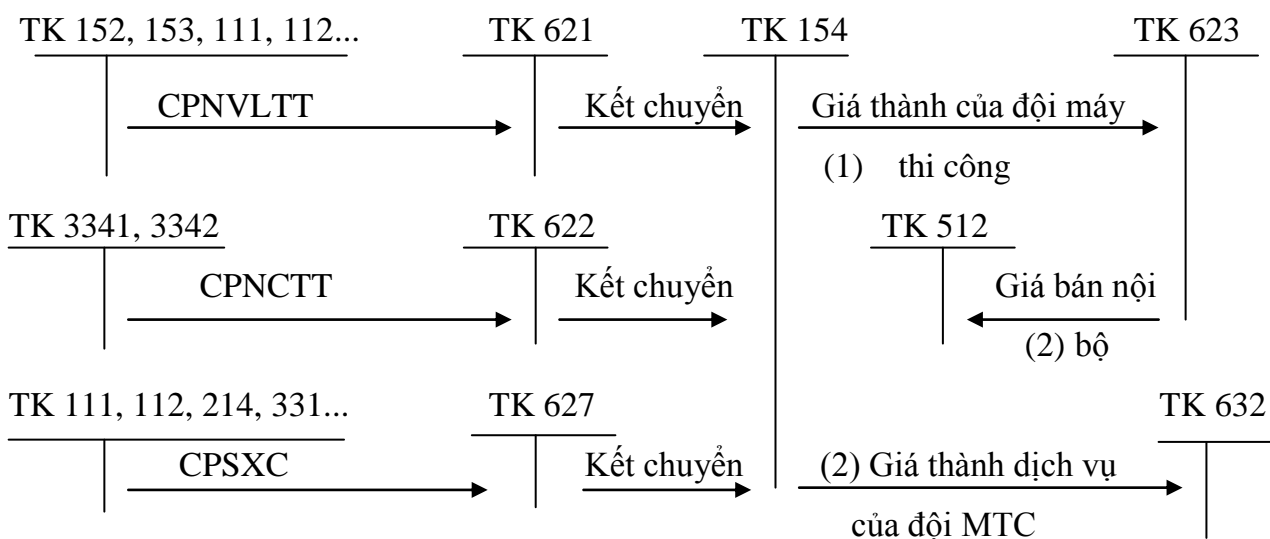 TK 152, 153, 111, 112... TK 621 TK 154 TK 623
CPNVLTT Kết chuyển Giá thành của đội máy
(1) thi công
TK 3341, 3342 TK 622 TK 512
CPNCTT Kết chuyển Giá bán nội
(2) bộ
TK 111, 112, 214, 331... TK 627 TK 632
CPSXC Kết chuyển (2) Giá thành dịch vụ
của đội MTC